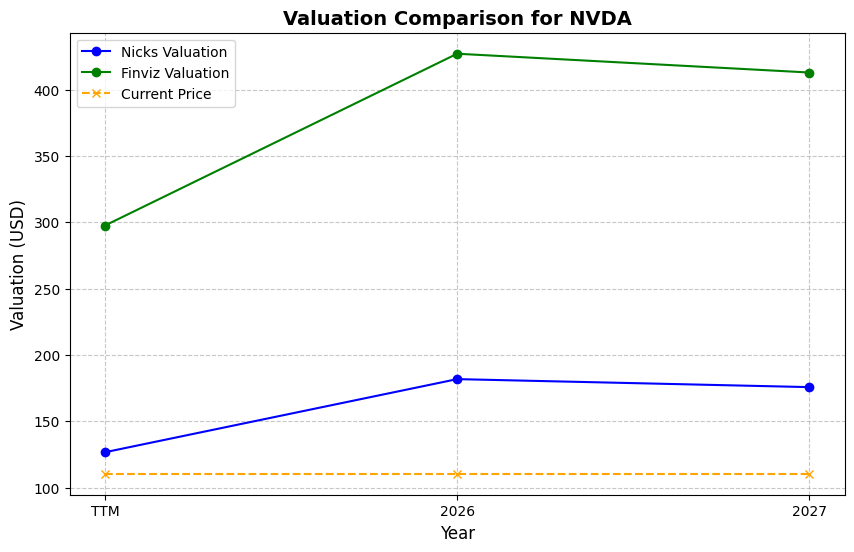 Valuation Comparison for NVDA
Nicks Valuation
Finviz Valuation
Current Price
Valuation (USD)
400
350
300
250
200
150
100
TTM
2026
2027
Year